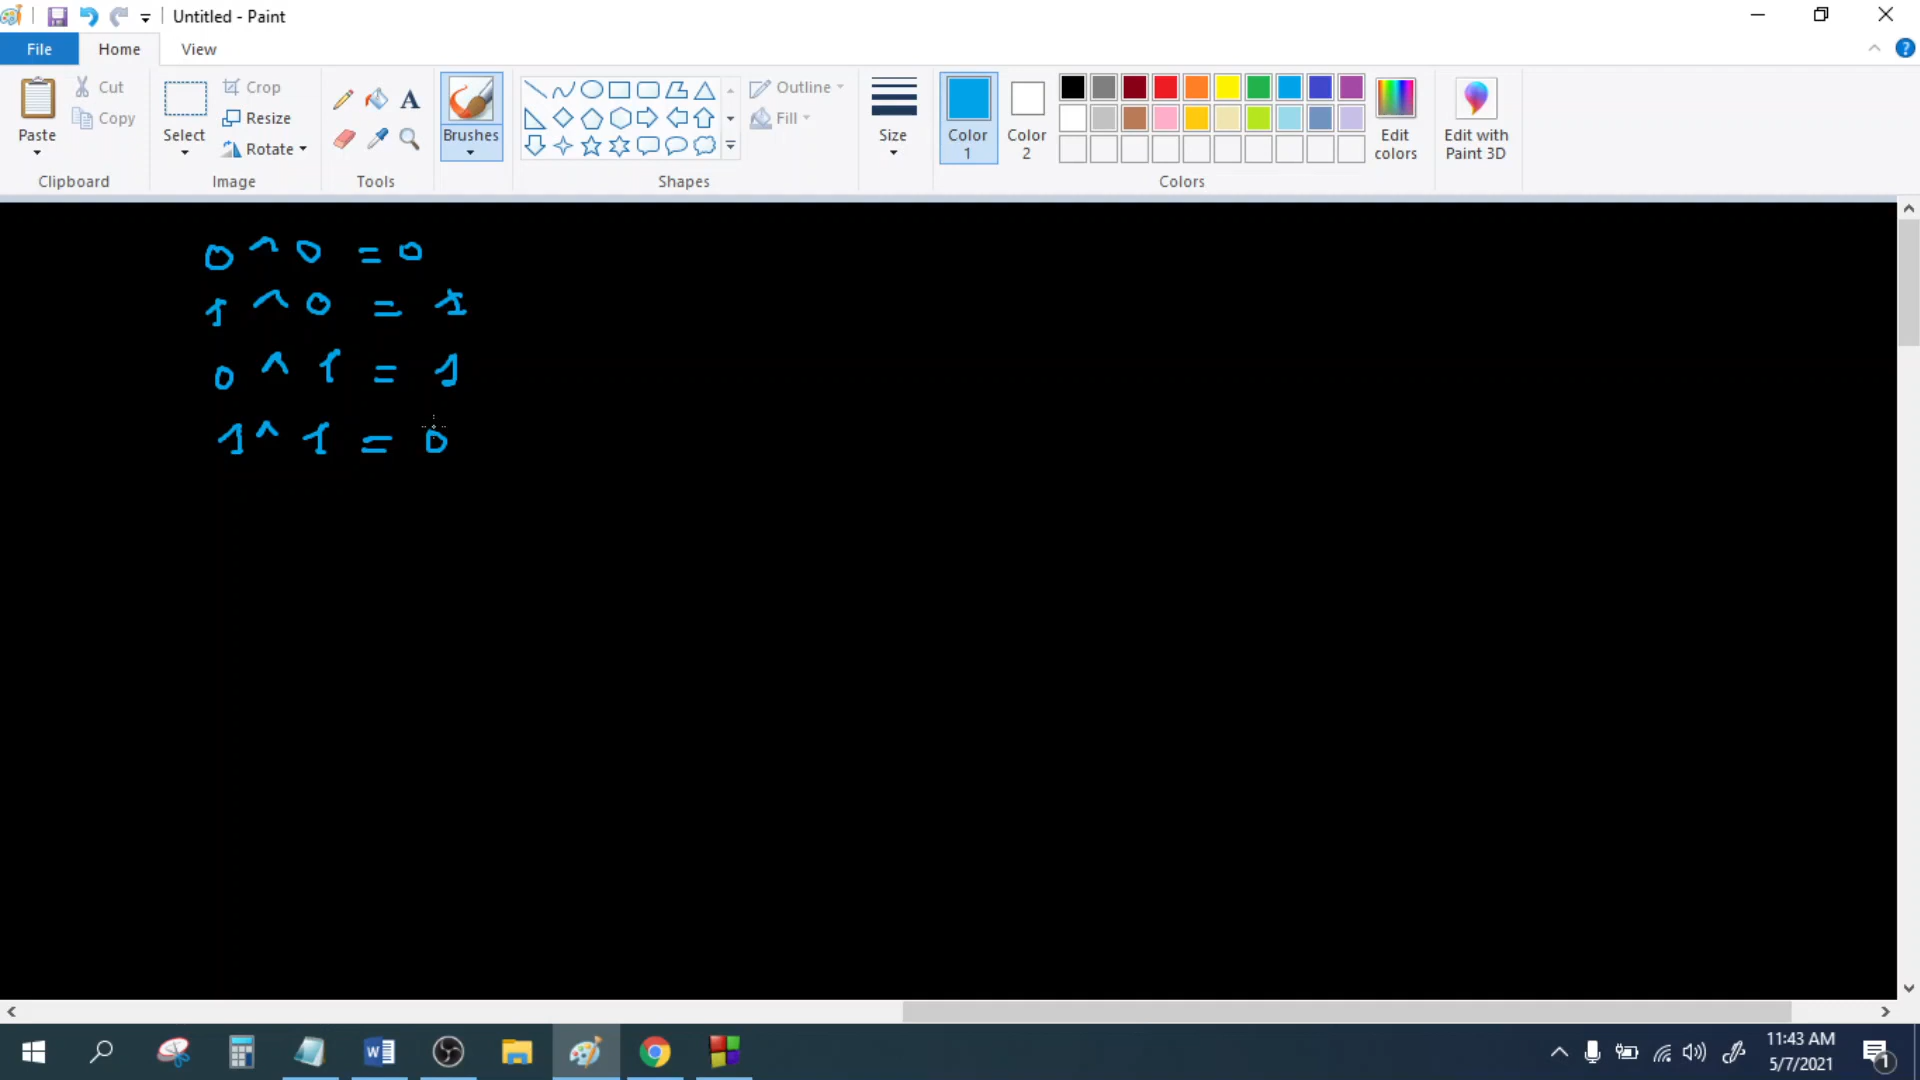 Untitled - Paint
File Home View
Paste Cut Copy Clipboard
Select Crop Resize Rotate Image
Tools
Brushes
Shapes Outline Fill
Size
Color 1 Color 2 Edit colors Colors
Edit with Paint 3D
0 ^ 0 = 0
1 ^ 0 = 1
0 ^ 1 = 1
1 ^ 1 = 0
11:43 AM
5/7/2021
1